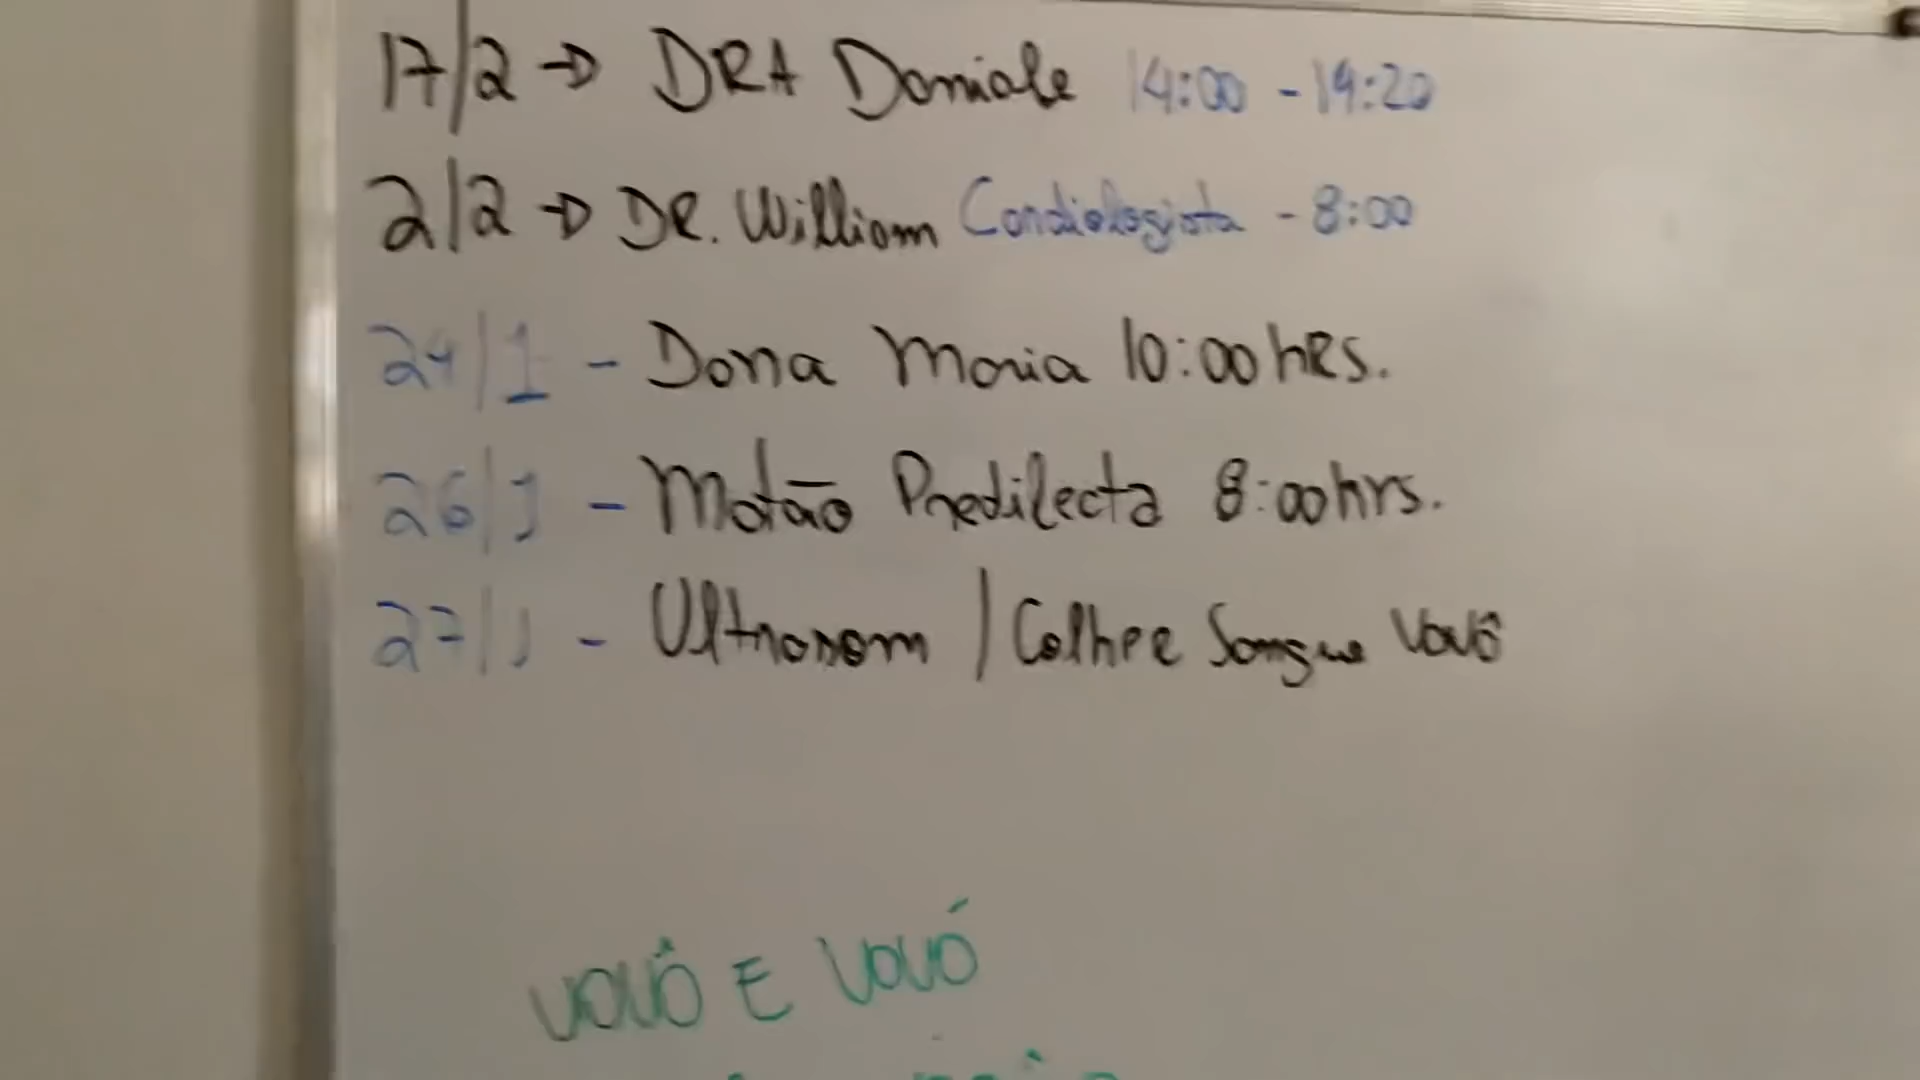 17/2 → DRA Daniele 14:00 - 14:20
2/2 → DR. William Cardiologista - 8:00
24/1 - Dona Maria 10:00 hRs.
26/1 - Matão Predilecta 8:00 hrs.
27/1 - Ultrasom / Colher Sangue Vovô
VOVÔ E VOVÓ